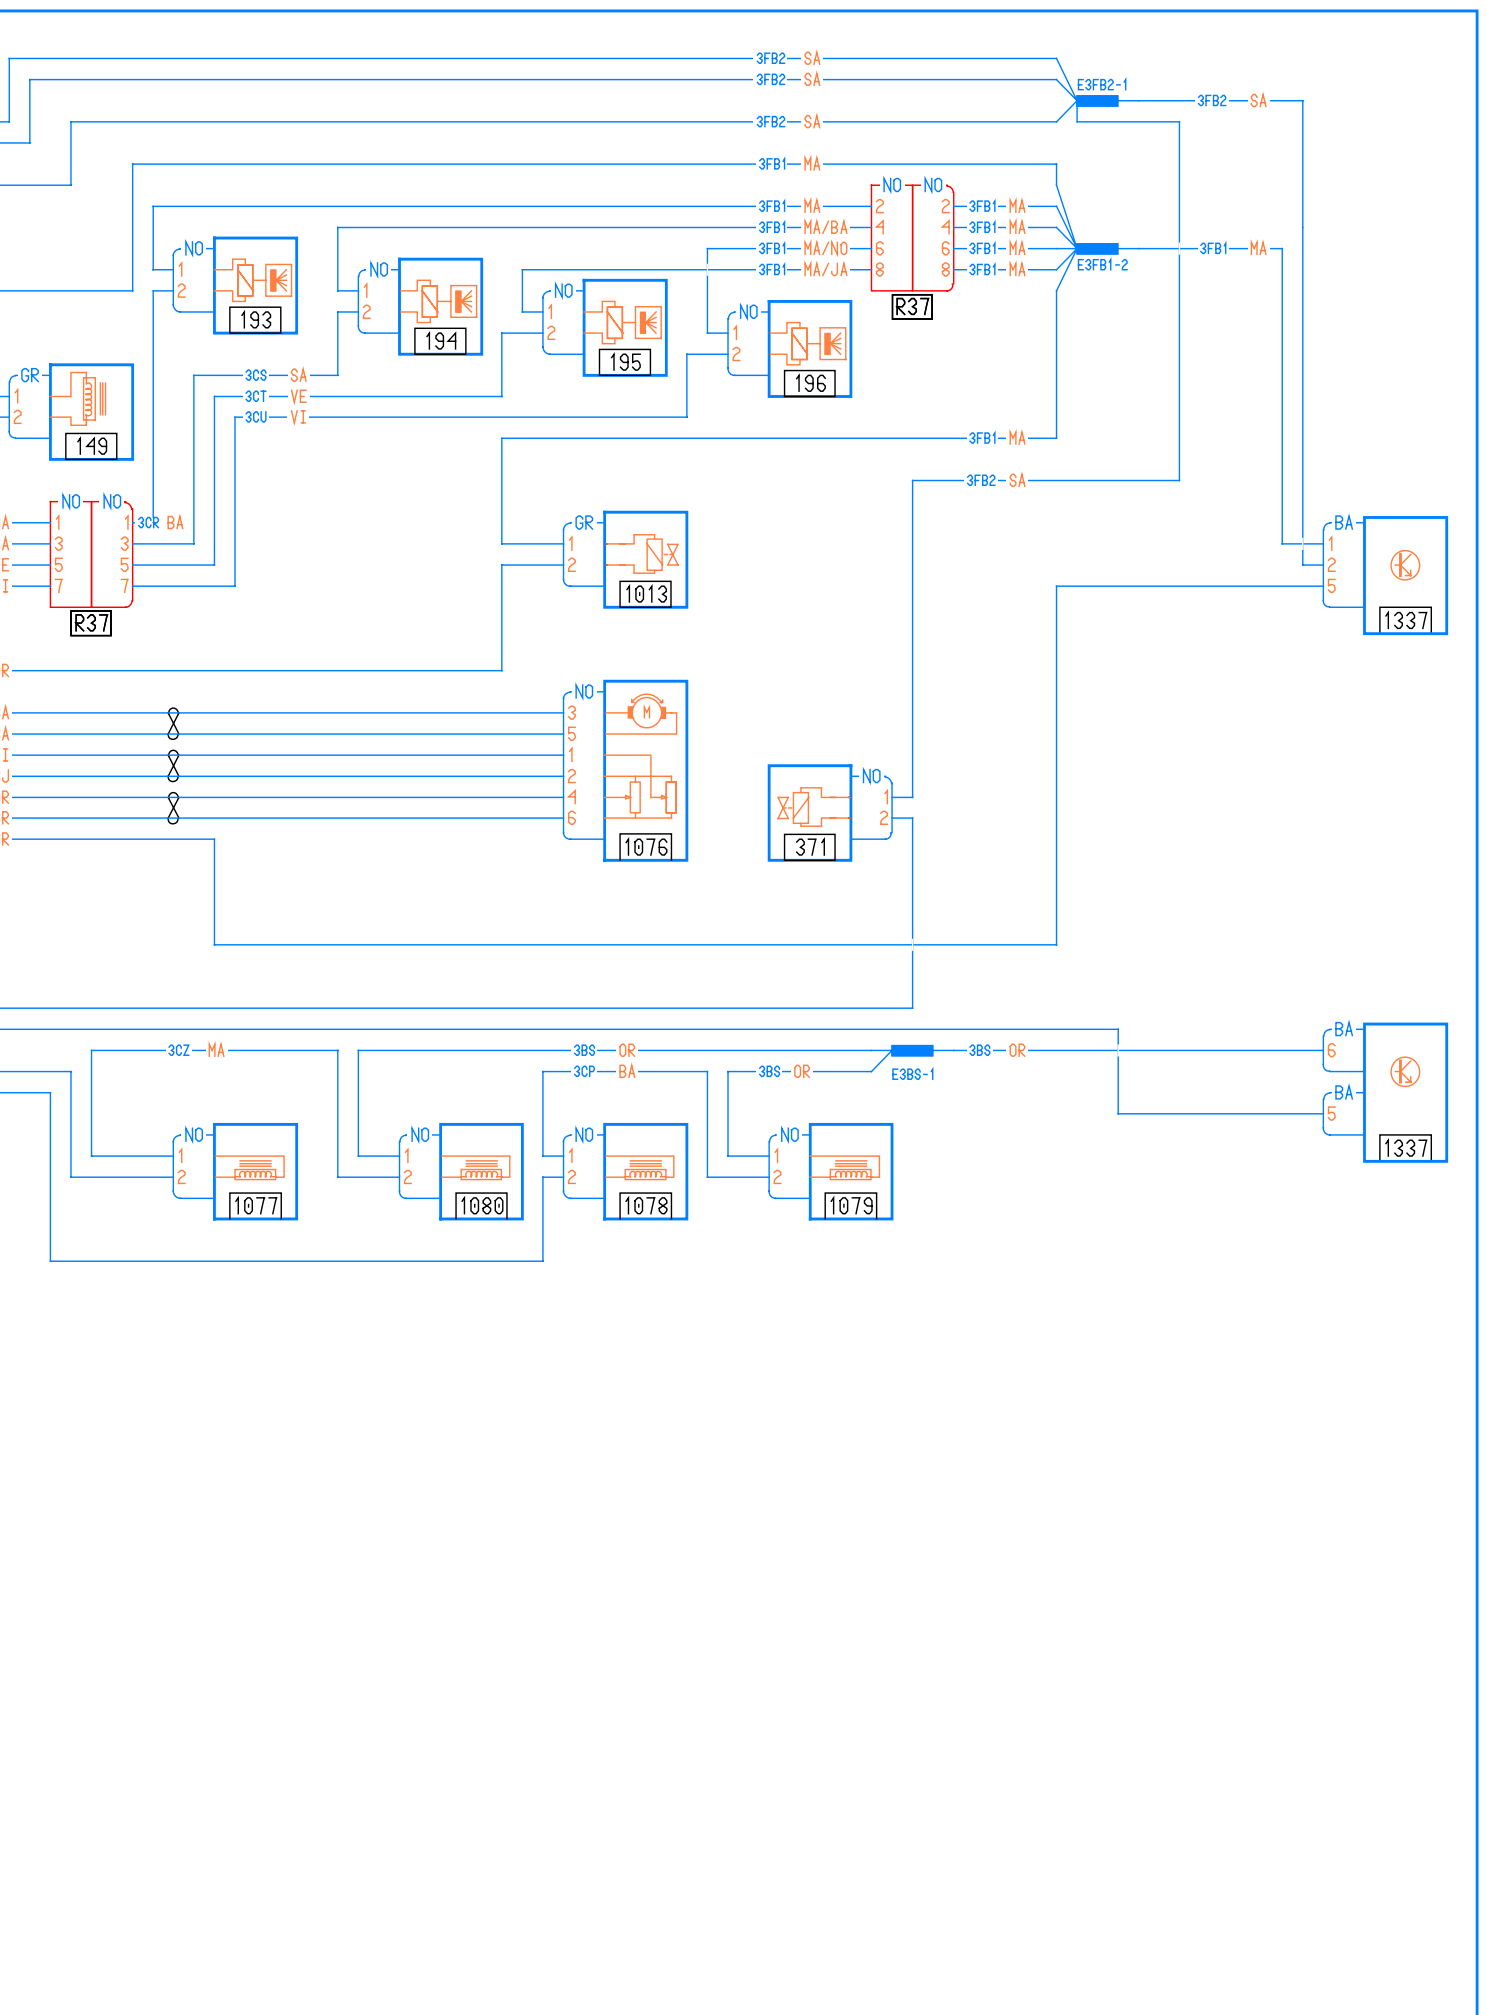 3FB2 SA
3FB2 SA
E3FB2-1
3FB2 SA
3FB2 SA
3FB1 MA
NO NO
3FB1 MA 2 2 3FB1 MA
3FB1 MA/BA 4 4 3FB1 MA
NO 3FB1 MA/NO 6 6 3FB1 MA 3FB1 MA
1 NO 3FB1 MA/JA 8 8 3FB1 MA E3FB1-2
2 1 NO R37
193 2 1 NO
194 2 1
195 2
GR 3CS SA 196
1 3CT VE
2 3CU VI
149 3FB1 MA
3FB2 SA
NO NO
A 1 1 3CR BA GR BA
A 3 3 1 1
E 5 5 2 2
I 7 7 1013 5
R37 1337
R
NO
A 3 M
A 5
I 1
J 2 NO
R 4 1
R 6 2
R 1076 371
BA
3CZ MA 3BS OR 3BS OR 6
3CP BA 3BS OR E3BS-1
BA
5
NO NO NO NO 1337
1 1 1 1
2 2 2 2
1077 1080 1078 1079